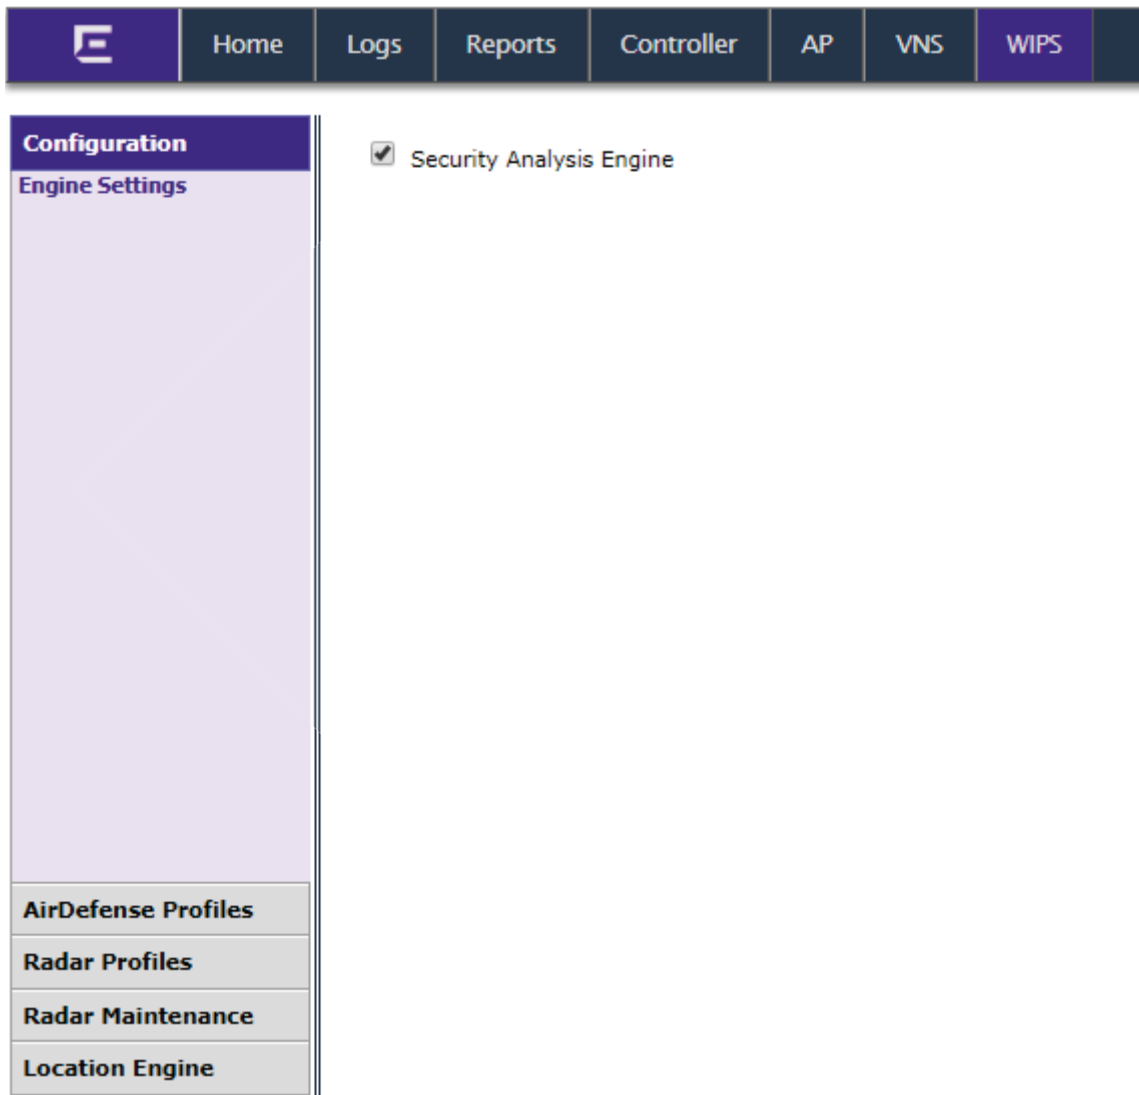 Home Logs Reports Controller AP VNS WIPS
Configuration
Engine Settings
Security Analysis Engine
AirDefense Profiles
Radar Profiles
Radar Maintenance
Location Engine